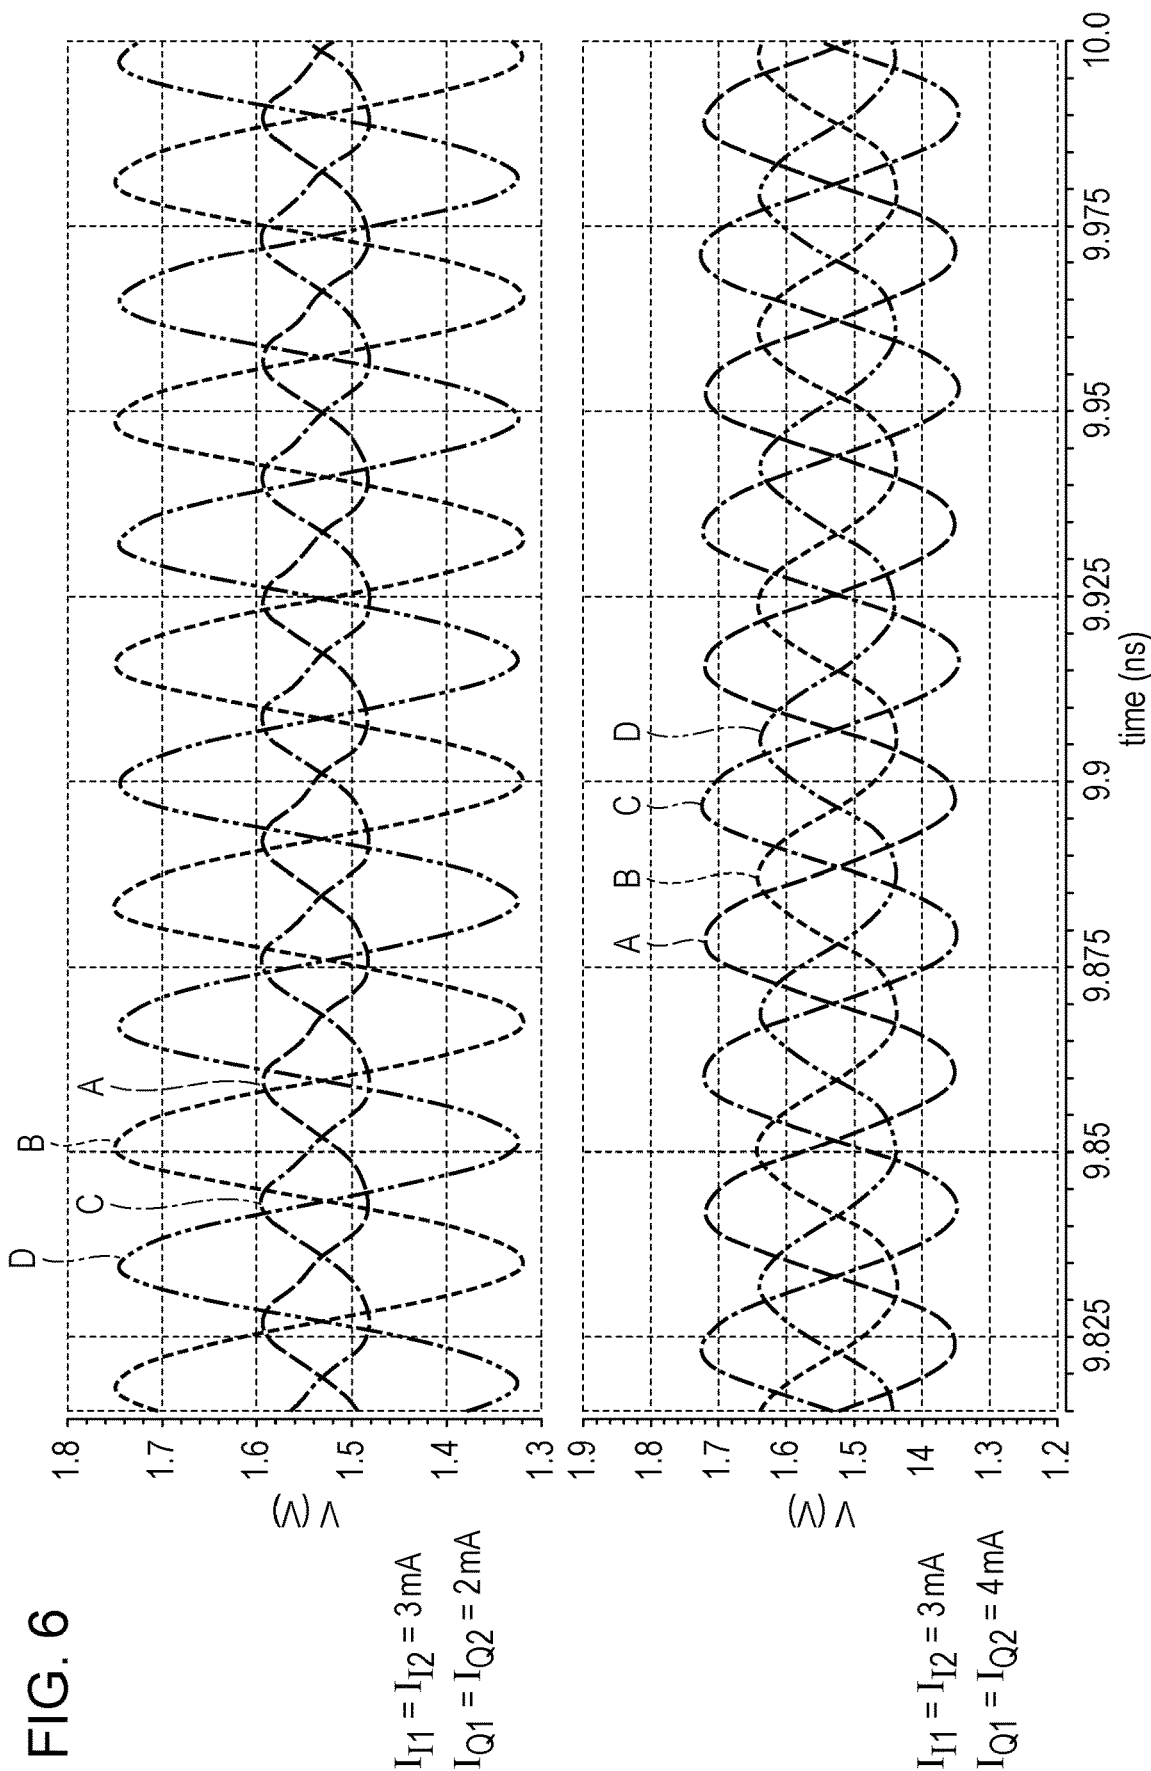 FIG. 6
I_I1 = I_I2 = 3mA
I_Q1 = I_Q2 = 2mA
V (V)
1.8
1.7
1.6
1.5
1.4
1.3
D
C
B
A
I_I1 = I_I2 = 3mA
I_Q1 = I_Q2 = 4mA
V (V)
1.9
1.8
1.7
1.6
1.5
14
1.3
1.2
A
B
C
D
9.825
9.85
9.875
9.9
9.925
9.95
9.975
10.0
time (ns)